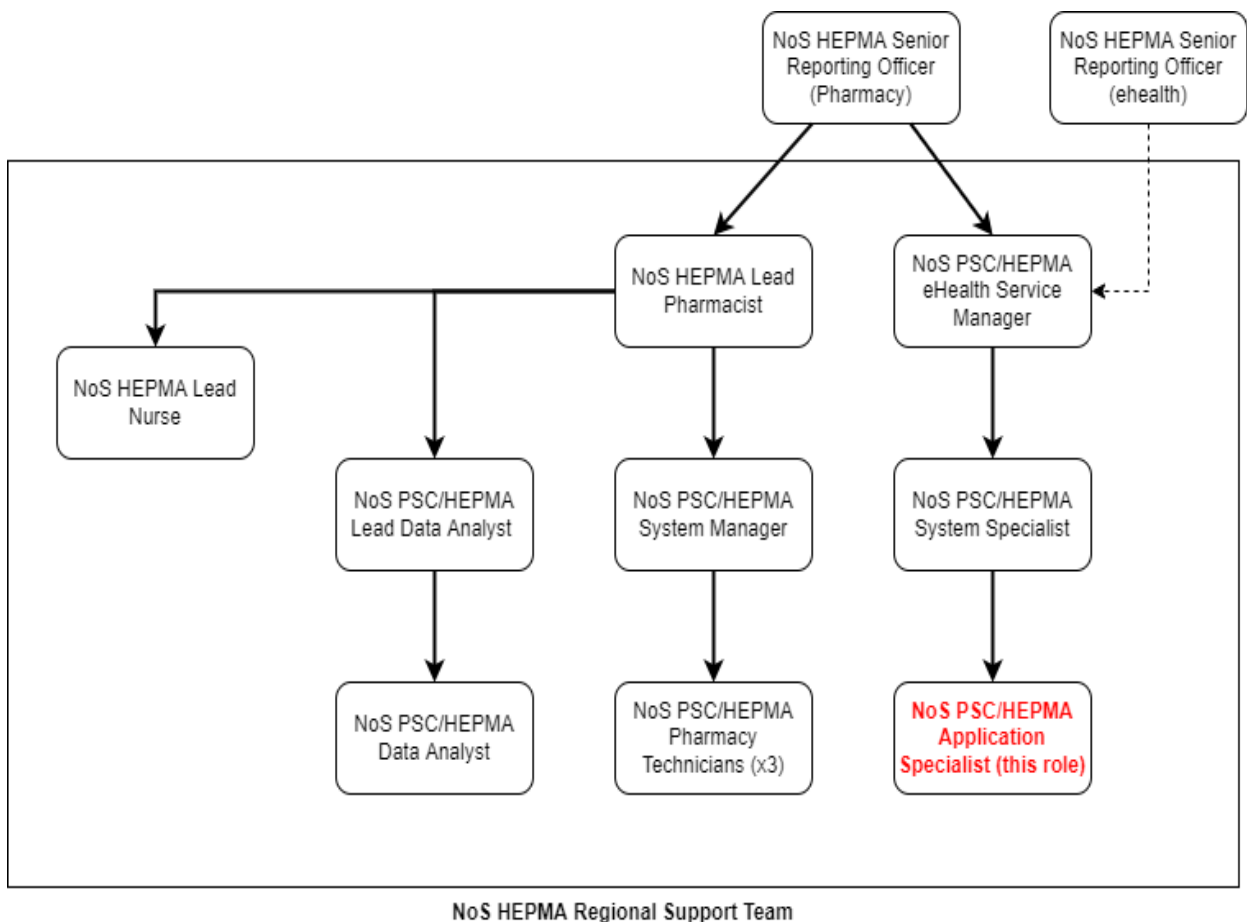 NoS HEPMA Senior
Reporting Officer
(Pharmacy)
NoS HEPMA Senior
Reporting Officer
(ehealth)
NoS HEPMA Lead
Pharmacist
NoS PSC/HEPMA
eHealth Service
Manager
NoS HEPMA Lead
Nurse
NoS PSC/HEPMA
Lead Data Analyst
NoS PSC/HEPMA
System Manager
NoS PSC/HEPMA
System Specialist
NoS PSC/HEPMA
Data Analyst
NoS PSC/HEPMA
Pharmacy
Technicians (x3)
NoS PSC/HEPMA
Application
Specialist (this role)
NoS HEPMA Regional Support Team